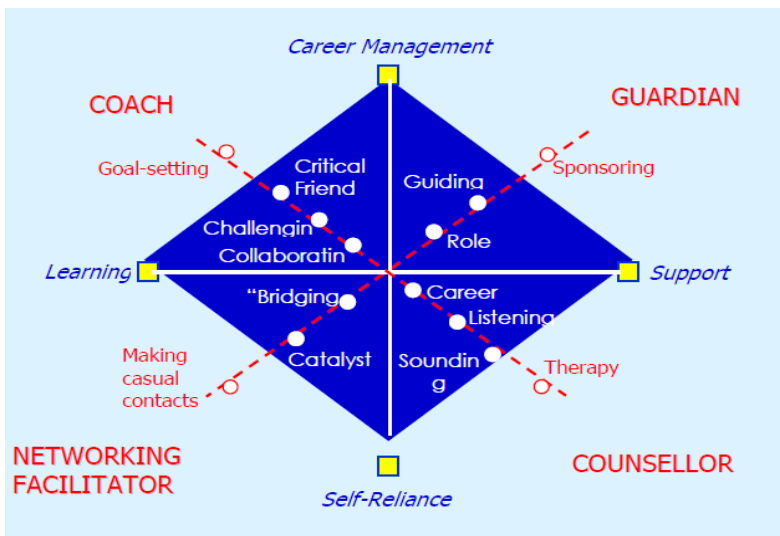 Career Management
COACH
GUARDIAN
Goal-setting
Critical
Friend
Guiding
Sponsoring
Challengin
Collaboratin
Role
Learning
Support
“Bridging
Career
Listening
Making
casual
contacts
Catalyst
Soundin
g
Therapy
NETWORKING
FACILITATOR
COUNSELLOR
Self-Reliance